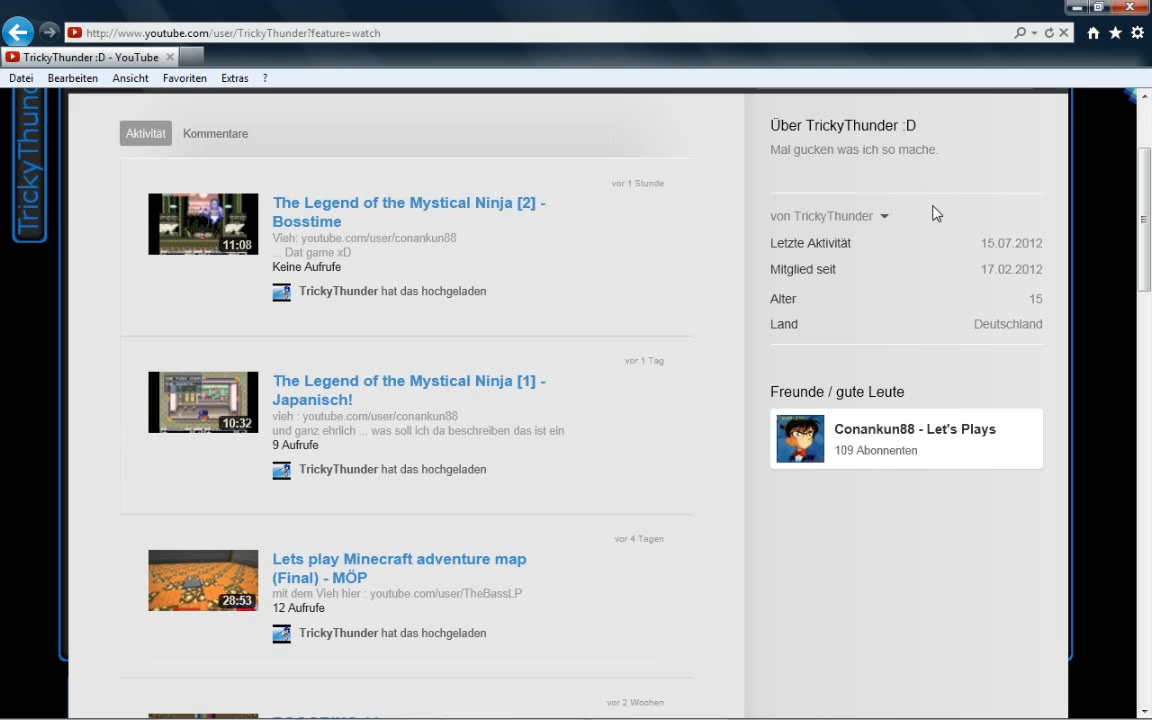 http://www.youtube.com/user/TrickyThunder?feature=watch
TrickyThunder :D - YouTube
Datei Bearbeiten Ansicht Favoriten Extras ?
TrickyThun
Aktivität Kommentare
vor 1 Stunde
The Legend of the Mystical Ninja [2] -
Bosstime
Vieh: youtube.com/user/conankun88
... Dat game xD
Keine Aufrufe
11:08
TrickyThunder hat das hochgeladen
vor 1 Tag
The Legend of the Mystical Ninja [1] -
Japanisch!
vieh : youtube.com/user/conankun88
und ganz ehrlich ... was soll ich da beschreiben das ist ein
9 Aufrufe
10:32
TrickyThunder hat das hochgeladen
vor 4 Tagen
Lets play Minecraft adventure map
(Final) - MÖP
mit dem Vieh hier : youtube.com/user/TheBassLP
12 Aufrufe
28:53
TrickyThunder hat das hochgeladen
vor 2 Wochen
Über TrickyThunder :D
Mal gucken was ich so mache.
von TrickyThunder
Letzte Aktivität 15.07.2012
Mitglied seit 17.02.2012
Alter 15
Land Deutschland
Freunde / gute Leute
Conankun88 - Let's Plays
109 Abonnenten